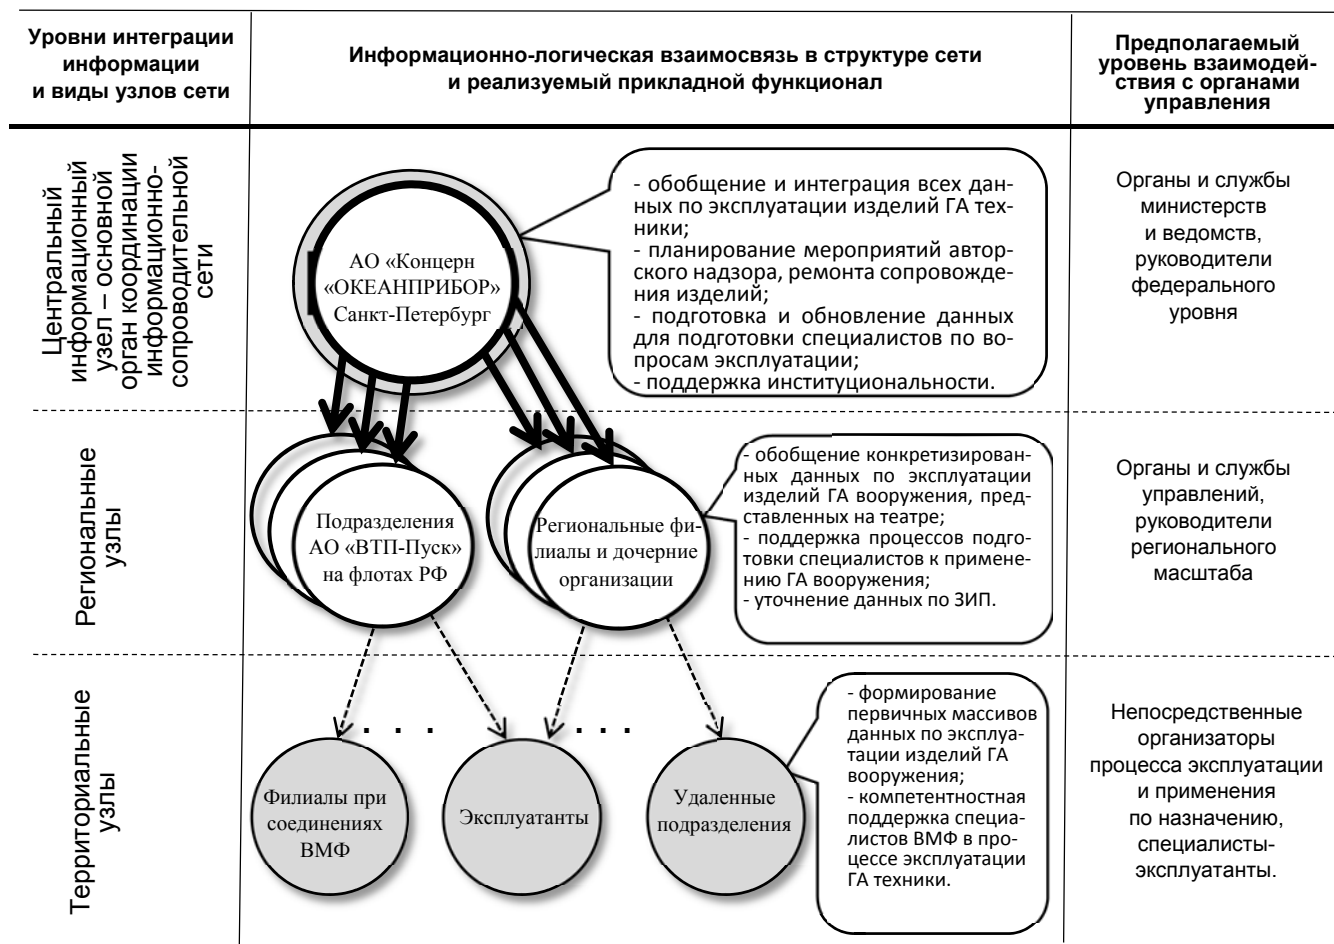 Уровни интеграции
информации
и виды узлов сети
Информационно-логическая взаимосвязь в структуре сети
и реализуемый прикладной функционал
Предполагаемый
уровень взаимодей-
ствия с органами
управления
Центральный
информационный
узел – основной
орган координации
информационно-
сопроводительной
сети
АО «Концерн
«ОКЕАНПРИБОР»
Санкт-Петербург
- обобщение и интеграция всех дан-
ных по эксплуатации изделий ГА тех-
ники;
- планирование мероприятий автор-
ского надзора, ремонта сопровожде-
ния изделий;
- подготовка и обновление данных
для подготовки специалистов по во-
просам эксплуатации;
- поддержка институциональности.
Органы и службы
министерств
и ведомств,
руководители
федерального
уровня
Региональные
узлы
Подразделения
АО «ВТП-Пуск»
на флотах РФ
Региональные фи-
лиалы и дочерние
организации
- обобщение конкретизирован-
ных данных по эксплуатации
изделий ГА вооружения, пред-
ставленных на театре;
- поддержка процессов подго-
товки специалистов к примене-
нию ГА вооружения;
- уточнение данных по ЗИП.
Органы и службы
управлений,
руководители
регионального
масштаба
Территориальные
узлы
. . .
. . .
Филиалы при
соединениях
ВМФ
Эксплуатанты
Удаленные
подразделения
- формирование
первичных массивов
данных по эксплуа-
тации изделий ГА
вооружения;
- компетентностная
поддержка специа-
листов ВМФ в про-
цессе эксплуатации
ГА техники.
Непосредственные
организаторы
процесса эксплуатации
и применения
по назначению,
специалисты-
эксплуатанты.